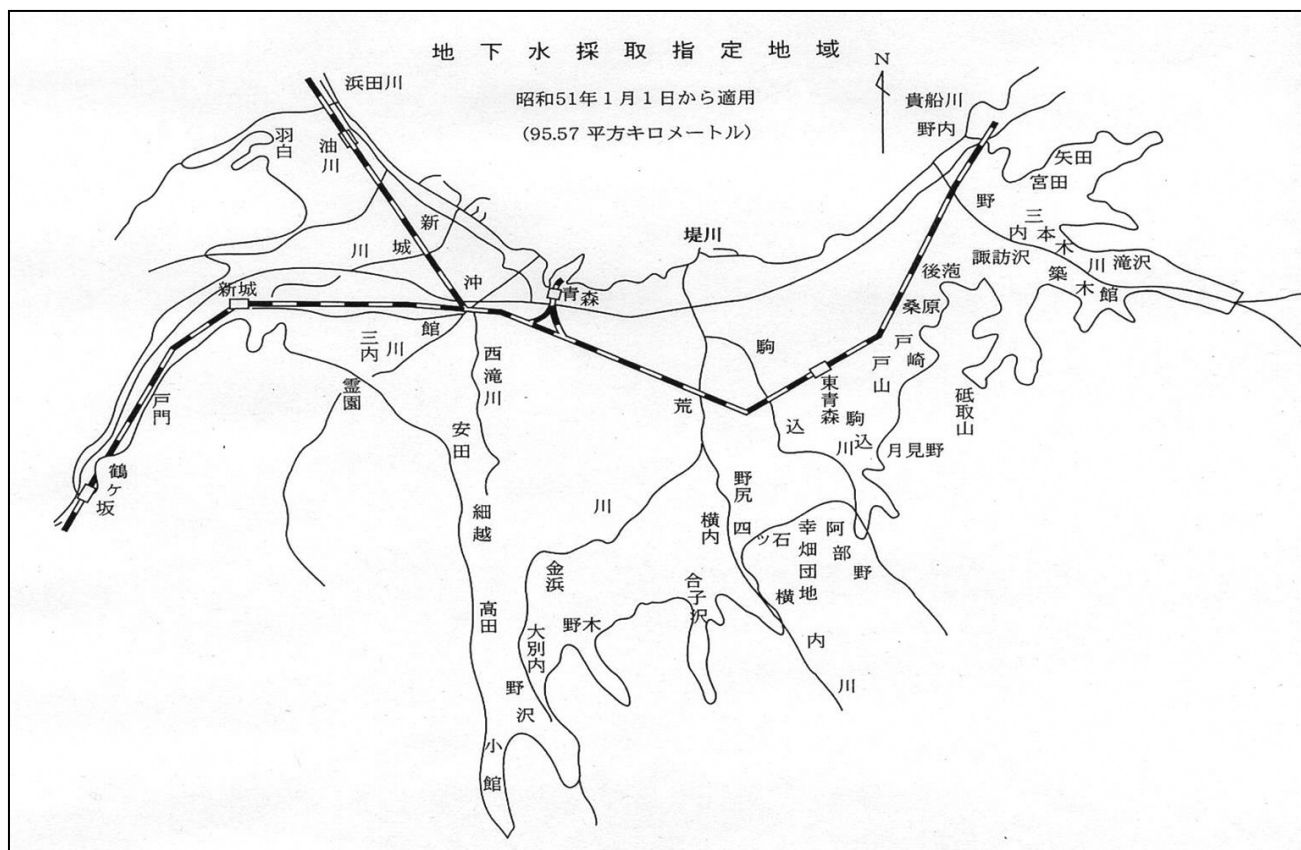 地下水採取指定地域
昭和51年1月1日から適用
(95.57 平方キロメートル)
N
浜田川
羽白
油川
貴船川
野内
矢田
宮田
野内川
三本木
諏訪沢
滝沢
築木館
後萢
桑原
戸崎
戸山
砥取山
月見野
堤川
新城川
新城
沖館川
青森
三内
霊園
西滝川
安田
細越
戸門
鶴ヶ坂
駒込川
東青森
駒込
荒川
野尻
横内
四ッ石
幸畑団地
阿部野
横内川
合子沢
金浜
野木
大別内
高田
野沢
小館